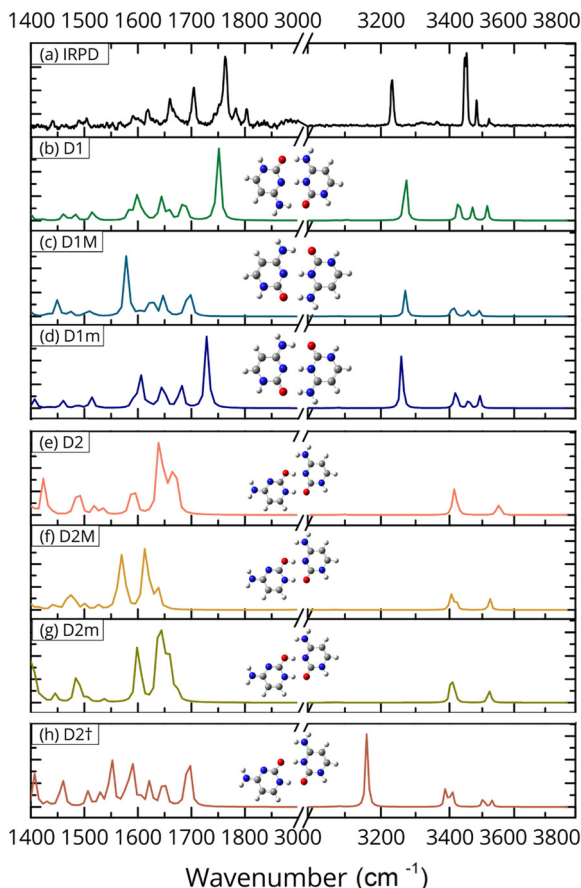 1400 1500 1600 1700 1800 3000 3200 3400 3600 3800
(a) IRPD
(b) D1
(c) D1M
(d) D1m
(e) D2
(f) D2M
(g) D2m
(h) D2†
1400 1500 1600 1700 1800 3000 3200 3400 3600 3800
Wavenumber (cm⁻¹)